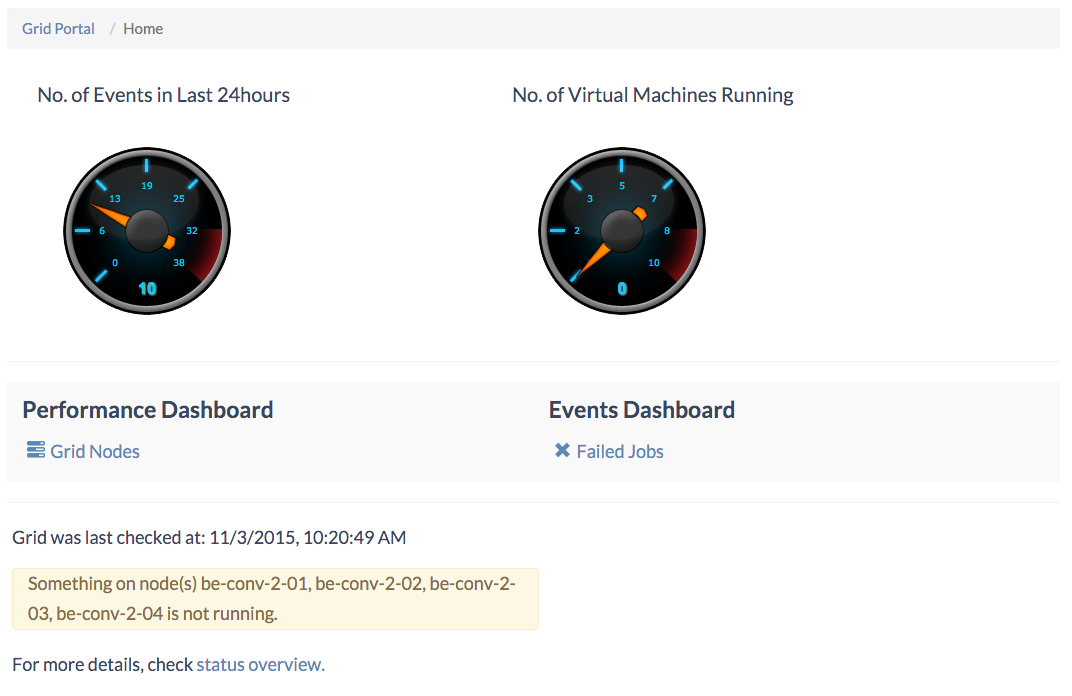 Grid Portal / Home
No. of Events in Last 24hours
No. of Virtual Machines Running
19
13 25
6 32
0 38
10
5
3 7
2 8
10
0
Performance Dashboard
Grid Nodes
Events Dashboard
Failed Jobs
Grid was last checked at: 11/3/2015, 10:20:49 AM
Something on node(s) be-conv-2-01, be-conv-2-02, be-conv-2-
03, be-conv-2-04 is not running.
For more details, check status overview.